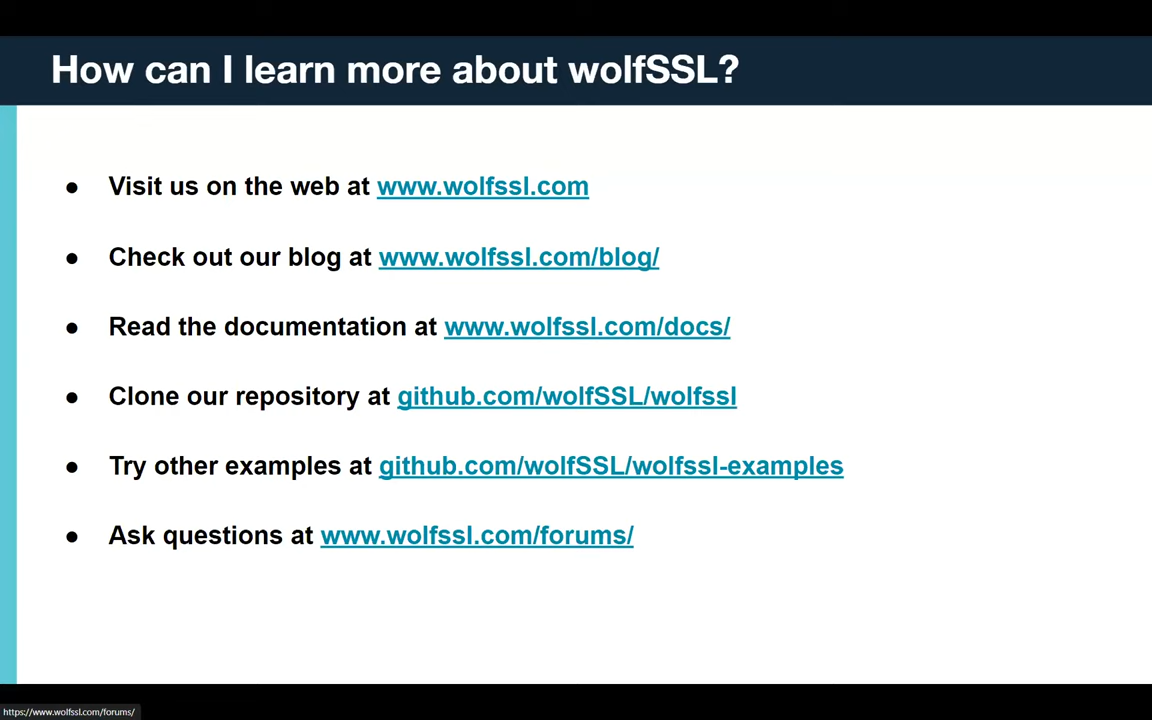 How can I learn more about wolfSSL?
● Visit us on the web at www.wolfssl.com
● Check out our blog at www.wolfssl.com/blog/
● Read the documentation at www.wolfssl.com/docs/
● Clone our repository at github.com/wolfSSL/wolfssl
● Try other examples at github.com/wolfSSL/wolfssl-examples
● Ask questions at www.wolfssl.com/forums/
https://www.wolfssl.com/forums/